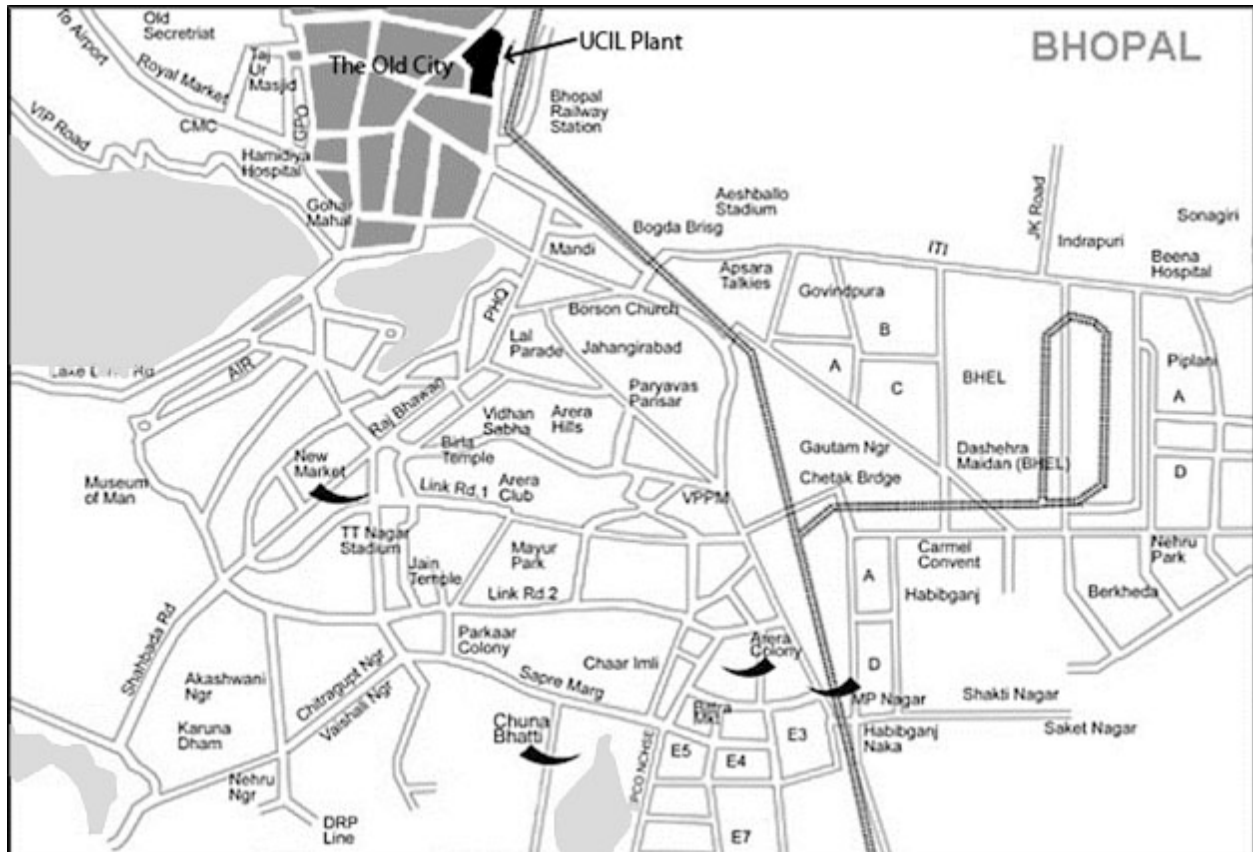 BHOPAL
Old
Secretriat
To Airport
Royal Market
Taj
Ur
Masjid
The Old City
UCIL Plant
Bhopal
Railway
Station
VIP Road
CMC
GPO
Hamidiya
Hospital
Gohar
Mahal
Aeshballo
Stadium
Bogda Brisg
JK Road
Sonagiri
Indrapuri
ITI
Beena
Hospital
Mandi
Apsara
Talkies
Govindpura
PHQ
Borson Church
B
Lal
Parade
Jahangirabad
A
C
BHEL
Piplani
A
AIR
Raj Bhawan
Paryavas
Parisar
Vidhan
Sabha
Arera
Hills
Birla
Temple
Gautam Ngr
Dashehra
Maidan (BHEL)
D
New
Market
Museum
of Man
Link Rd.1
Arera
Club
VPPM
Chetak Brdge
TT Nagar
Stadium
Mayur
Park
Jain
Temple
Link Rd.2
Carmel
Convent
Nehru
Park
A
Habibganj
Berkheda
Shahbada Rd
Parkaar
Colony
Chaar Imli
Arera
Colony
D
Akashwani
Ngr
Chitragupt Ngr
Vaishali Ngr
Sapre Marg
MP Nagar
Shakti Nagar
Saket Nagar
Karuna
Dham
Chuna
Bhatti
Habibganj
Naka
E3
E5
E4
PCO NCHSE
Nehru
Ngr
DRP
Line
E7